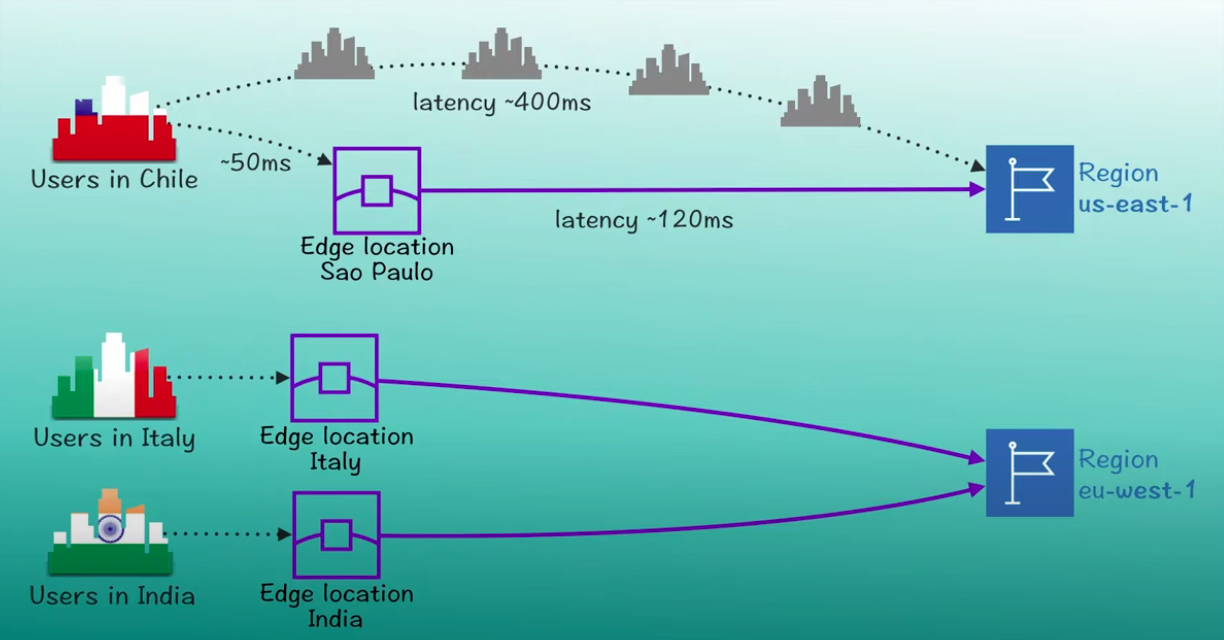 latency ~400ms
Users in Chile
~50ms
Edge location
Sao Paulo
latency ~120ms
Region
us-east-1
Users in Italy
Edge location
Italy
Region
eu-west-1
Users in India
Edge location
India